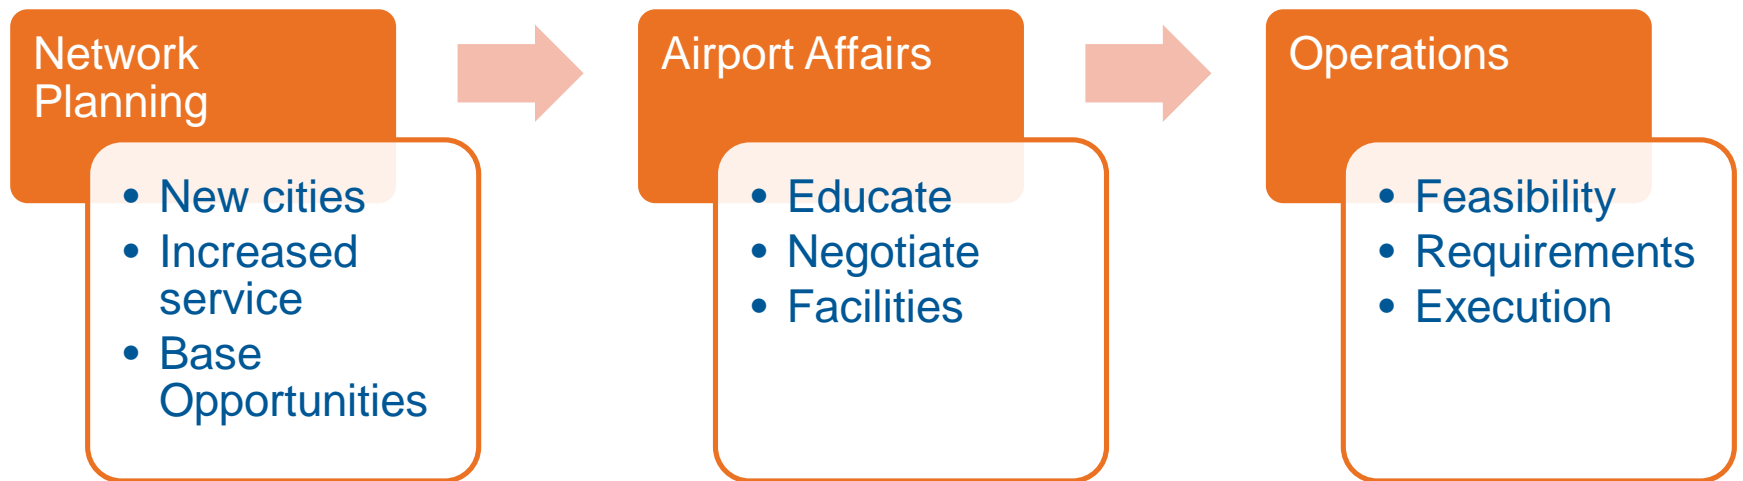 Network
Planning
• New cities
• Increased
service
• Base
Opportunities
Airport Affairs
• Educate
• Negotiate
• Facilities
Operations
• Feasibility
• Requirements
• Execution